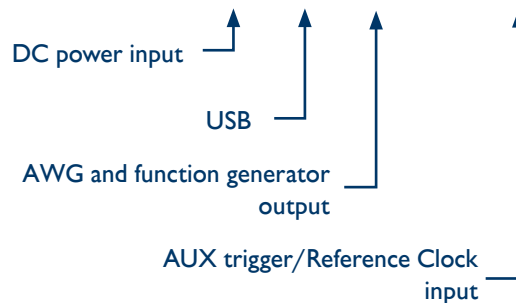 DC power input
USB
AWG and function generator
output
AUX trigger/Reference Clock
input